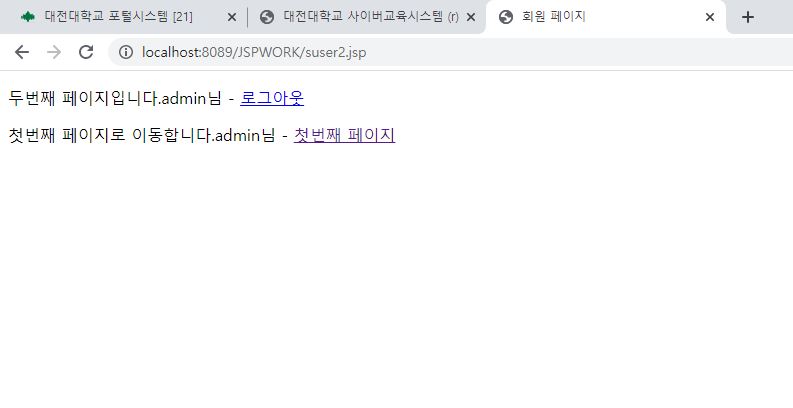 대전대학교 포털시스템 [21]
대전대학교 사이버교육시스템 (r)
회원 페이지
localhost:8089/JSPWORK/suser2.jsp
두번째 페이지입니다.admin님 - 로그아웃
첫번째 페이지로 이동합니다.admin님 - 첫번째 페이지